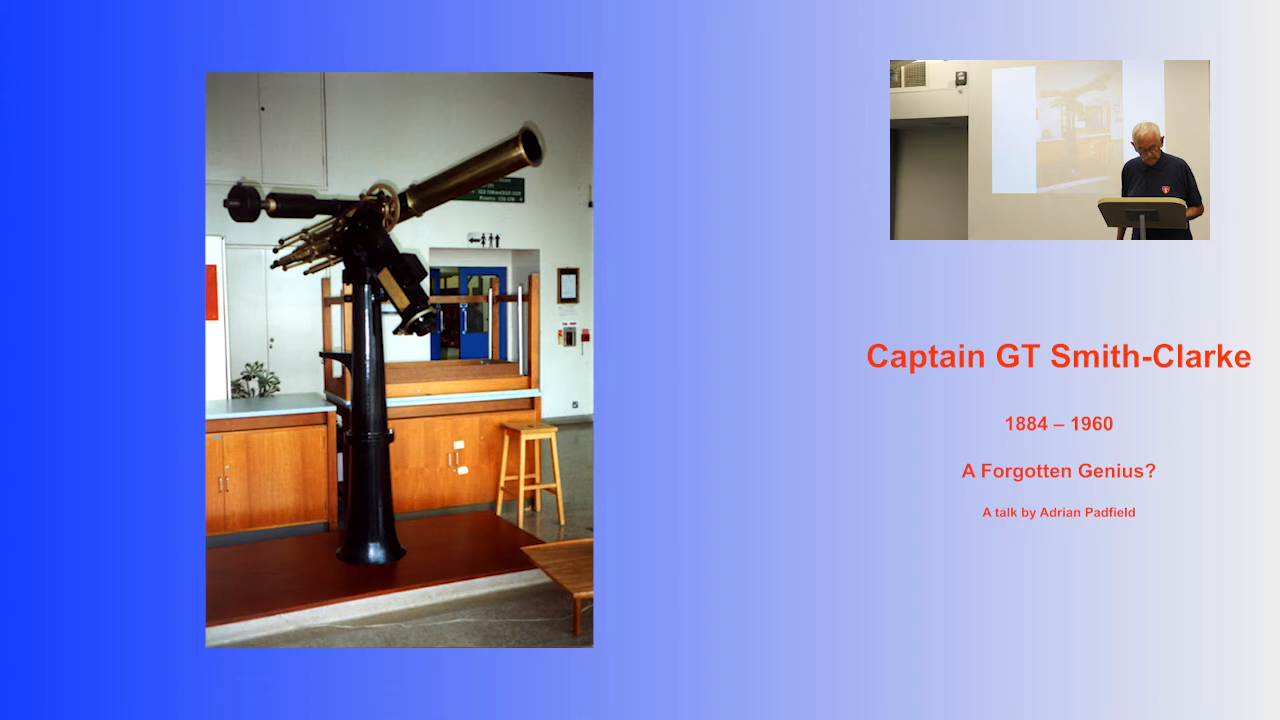 Captain GT Smith-Clarke
1884 – 1960
A Forgotten Genius?
A talk by Adrian Padfield